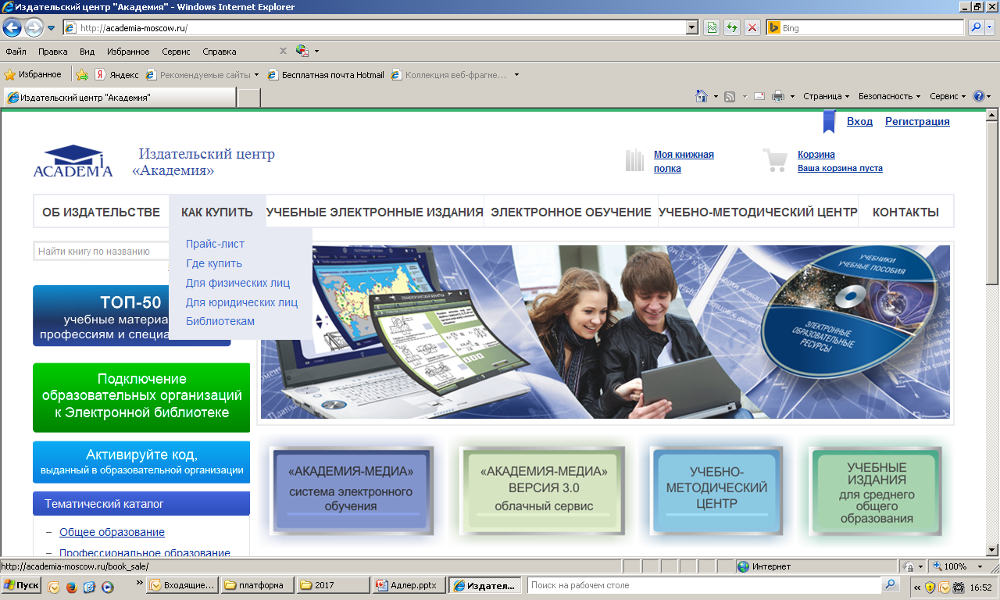 Издательский центр "Академия" - Windows Internet Explorer
http://academia-moscow.ru/
Bing
Файл Правка Вид Избранное Сервис Справка
Избранное Яндекс Рекомендуемые сайты Бесплатная почта Hotmail Коллекция веб-фрагме...
Издательский центр "Академия"
Страница Безопасность Сервис
Вход Регистрация
ACADEMIA
Издательский центр
«Академия»
Моя книжная
полка
Корзина
Ваша корзина пуста
ОБ ИЗДАТЕЛЬСТВЕ КАК КУПИТЬ УЧЕБНЫЕ ЭЛЕКТРОННЫЕ ИЗДАНИЯ ЭЛЕКТРОННОЕ ОБУЧЕНИЕ УЧЕБНО-МЕТОДИЧЕСКИЙ ЦЕНТР КОНТАКТЫ
Прайс-лист
Где купить
Для физических лиц
Для юридических лиц
Библиотекам
Найти книгу по названию
ТОП-50
учебные материа
профессиям и специа
Подключение
образовательных организаций
к Электронной библиотеке
Активируйте код,
выданный в образовательной организации
Тематический каталог
– Общее образование
– Профессиональное образование
УЧЕБНИКИ
УЧЕБНЫЕ ПОСОБИЯ
ЭЛЕКТРОННЫЕ
ОБРАЗОВАТЕЛЬНЫЕ
РЕСУРСЫ
«АКАДЕМИЯ-МЕДИА»
система электронного
обучения
«АКАДЕМИЯ-МЕДИА»
ВЕРСИЯ 3.0
облачный сервис
УЧЕБНО-
МЕТОДИЧЕСКИЙ
ЦЕНТР
УЧЕБНЫЕ
ИЗДАНИЯ
для среднего
общего
образования
http://academia-moscow.ru/book_sale/
Интернет
100%
Пуск
»
Входящие...
платформа
2017
Адлер.pptx
Издател...
Поиск на рабочем столе
«
16:52